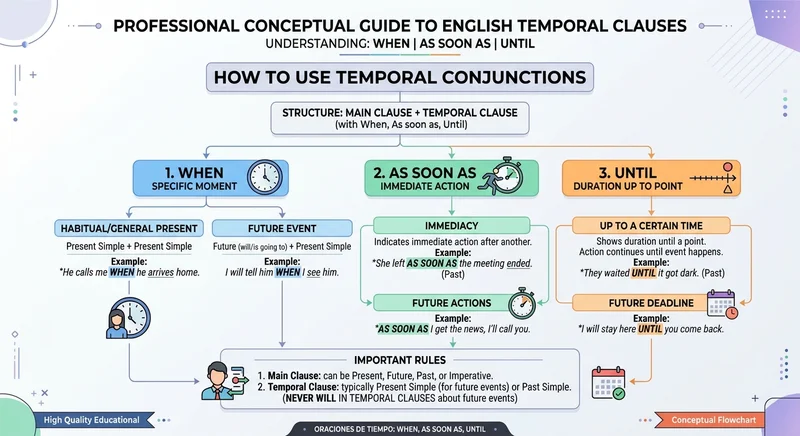 PROFESSIONAL CONCEPTUAL GUIDE TO ENGLISH TEMPORAL CLAUSES
UNDERSTANDING: WHEN | AS SOON AS | UNTIL
HOW TO USE TEMPORAL CONJUNCTIONS
STRUCTURE: MAIN CLAUSE + TEMPORAL CLAUSE
(with When, As soon as, Until)
1. WHEN
SPECIFIC MOMENT
HABITUAL/GENERAL PRESENT
Present Simple + Present Simple
Example:
*He calls me WHEN he arrives home.
FUTURE EVENT
Future (will/is going to) + Present Simple
Example:
I will tell him WHEN I see him.
2. AS SOON AS
IMMEDIATE ACTION
IMMEDIACY
Indicates immediate action after another.
Example:
*She left AS SOON AS the meeting ended.
(Past)
FUTURE ACTIONS
Example:
*AS SOON AS I get the news, I'll call you.
3. UNTIL
DURATION UP TO POINT
UP TO A CERTAIN TIME
Shows duration until a point.
Action continues until event happens.
Example:
*They waited UNTIL it got dark. (Past)
FUTURE DEADLINE
Example:
*I will stay here UNTIL you come back.
IMPORTANT RULES
1. Main Clause: can be Present, Future, Past, or Imperative.
2. Temporal Clause: typically Present Simple (for future events) or Past Simple.
(NEVER WILL IN TEMPORAL CLAUSES about future events)
High Quality Educational
ORACIONES DE TIEMPO: WHEN, AS SOON AS, UNTIL
Conceptual Flowchart